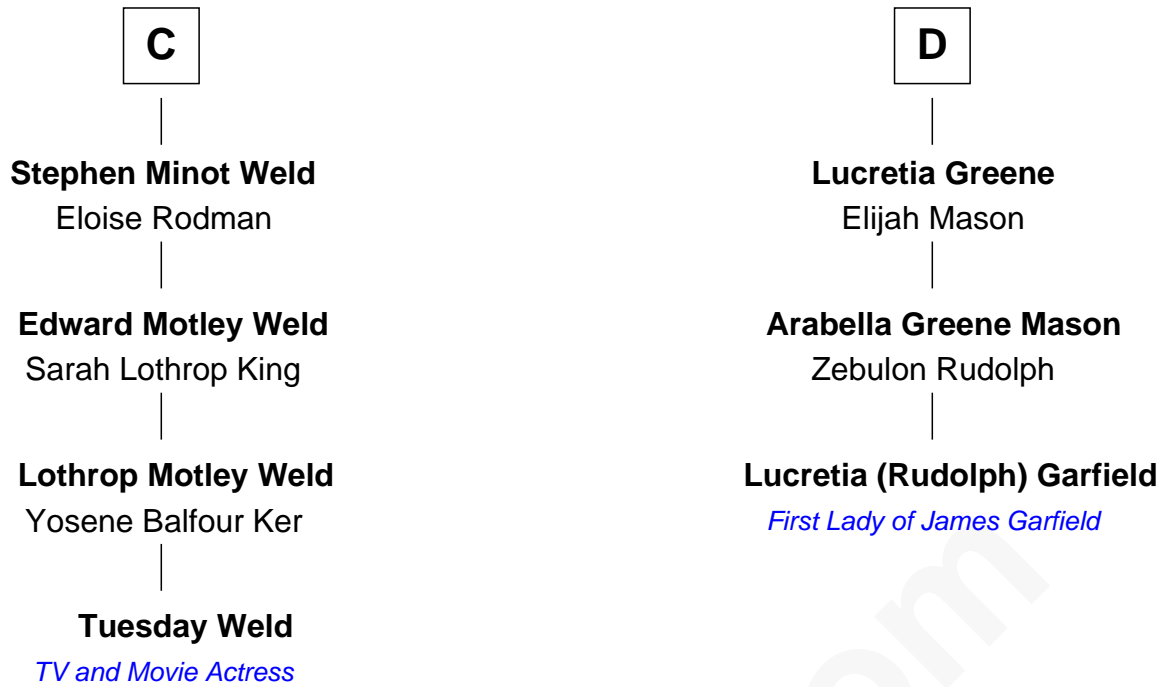 C
Stephen Minot Weld
Eloise Rodman
Edward Motley Weld
Sarah Lothrop King
Lothrop Motley Weld
Yosene Balfour Ker
Tuesday Weld
TV and Movie Actress
D
Lucretia Greene
Elijah Mason
Arabella Greene Mason
Zebulon Rudolph
Lucretia (Rudolph) Garfield
First Lady of James Garfield
om